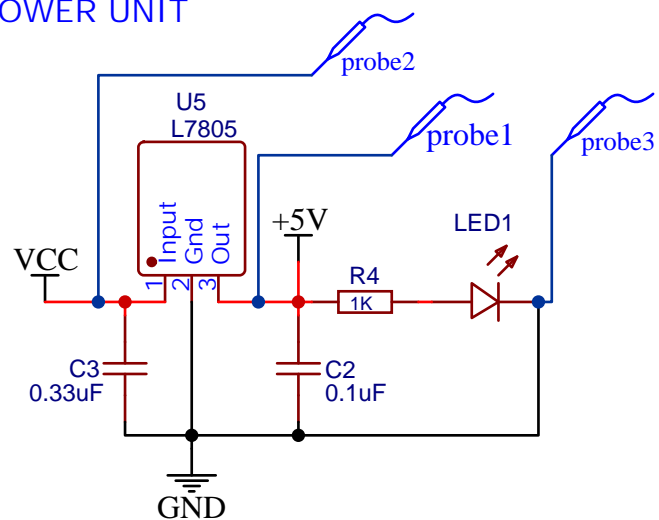 OWER UNIT
probe2
U5
L7805
probe1
probe3
Input
Gnd
Out
+5V
LED1
VCC
1
2
3
R4
1K
C3
0.33uF
C2
0.1uF
GND